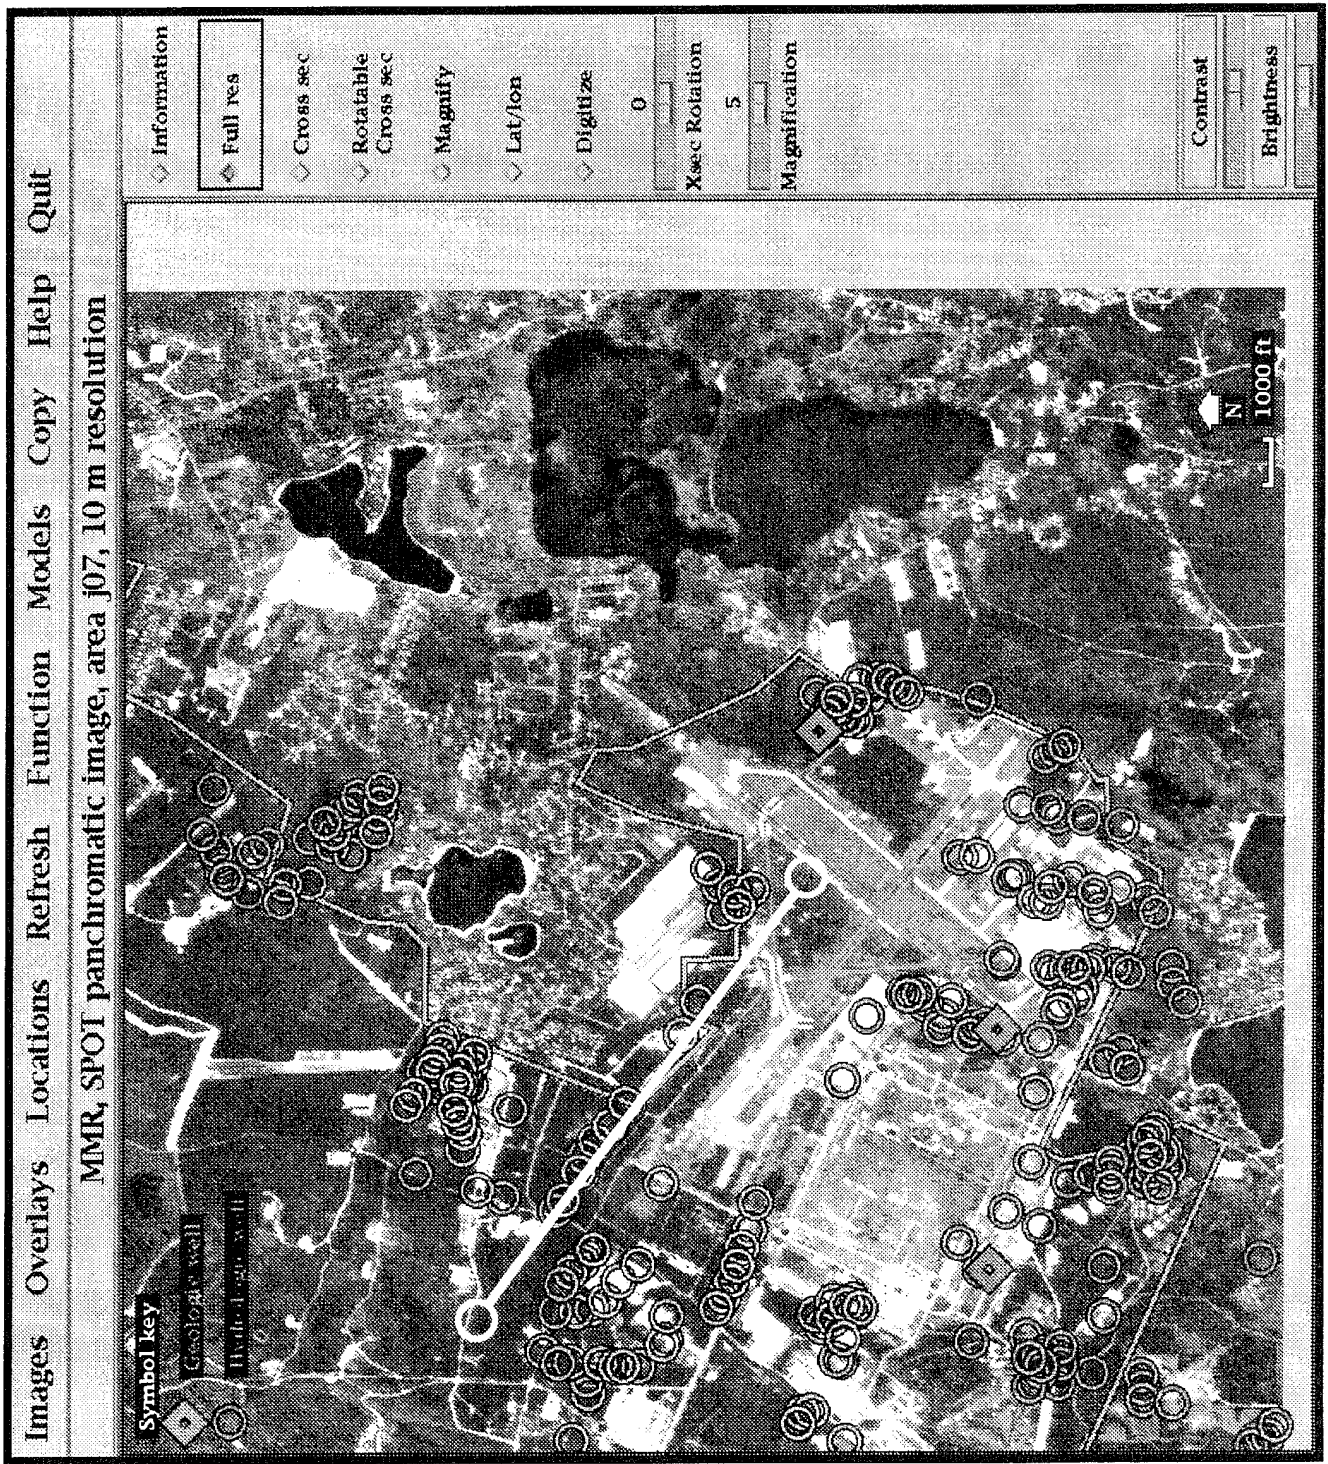 Images Overlays Locations Refresh Function Models Copy Help Quit
MMR, SPOT panchromatic image, area j07, 10 m resolution
Symbol key
Geologic well
Hydrologic well
N
1000 ft
Information
Full res
Cross sec
Rotatable
Cross sec
Magnify
Lat/lon
Digitize
0
Xsec Rotation
5
Magnification
Contrast
Brightness